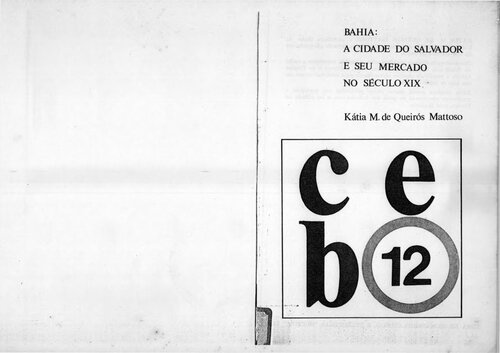 BAHIA:
A CIDADE DO SALVADOR
E SEU MERCADO
NO SÉCULO XIX
Kátia M. de Queirós Mattoso
c e
b 12